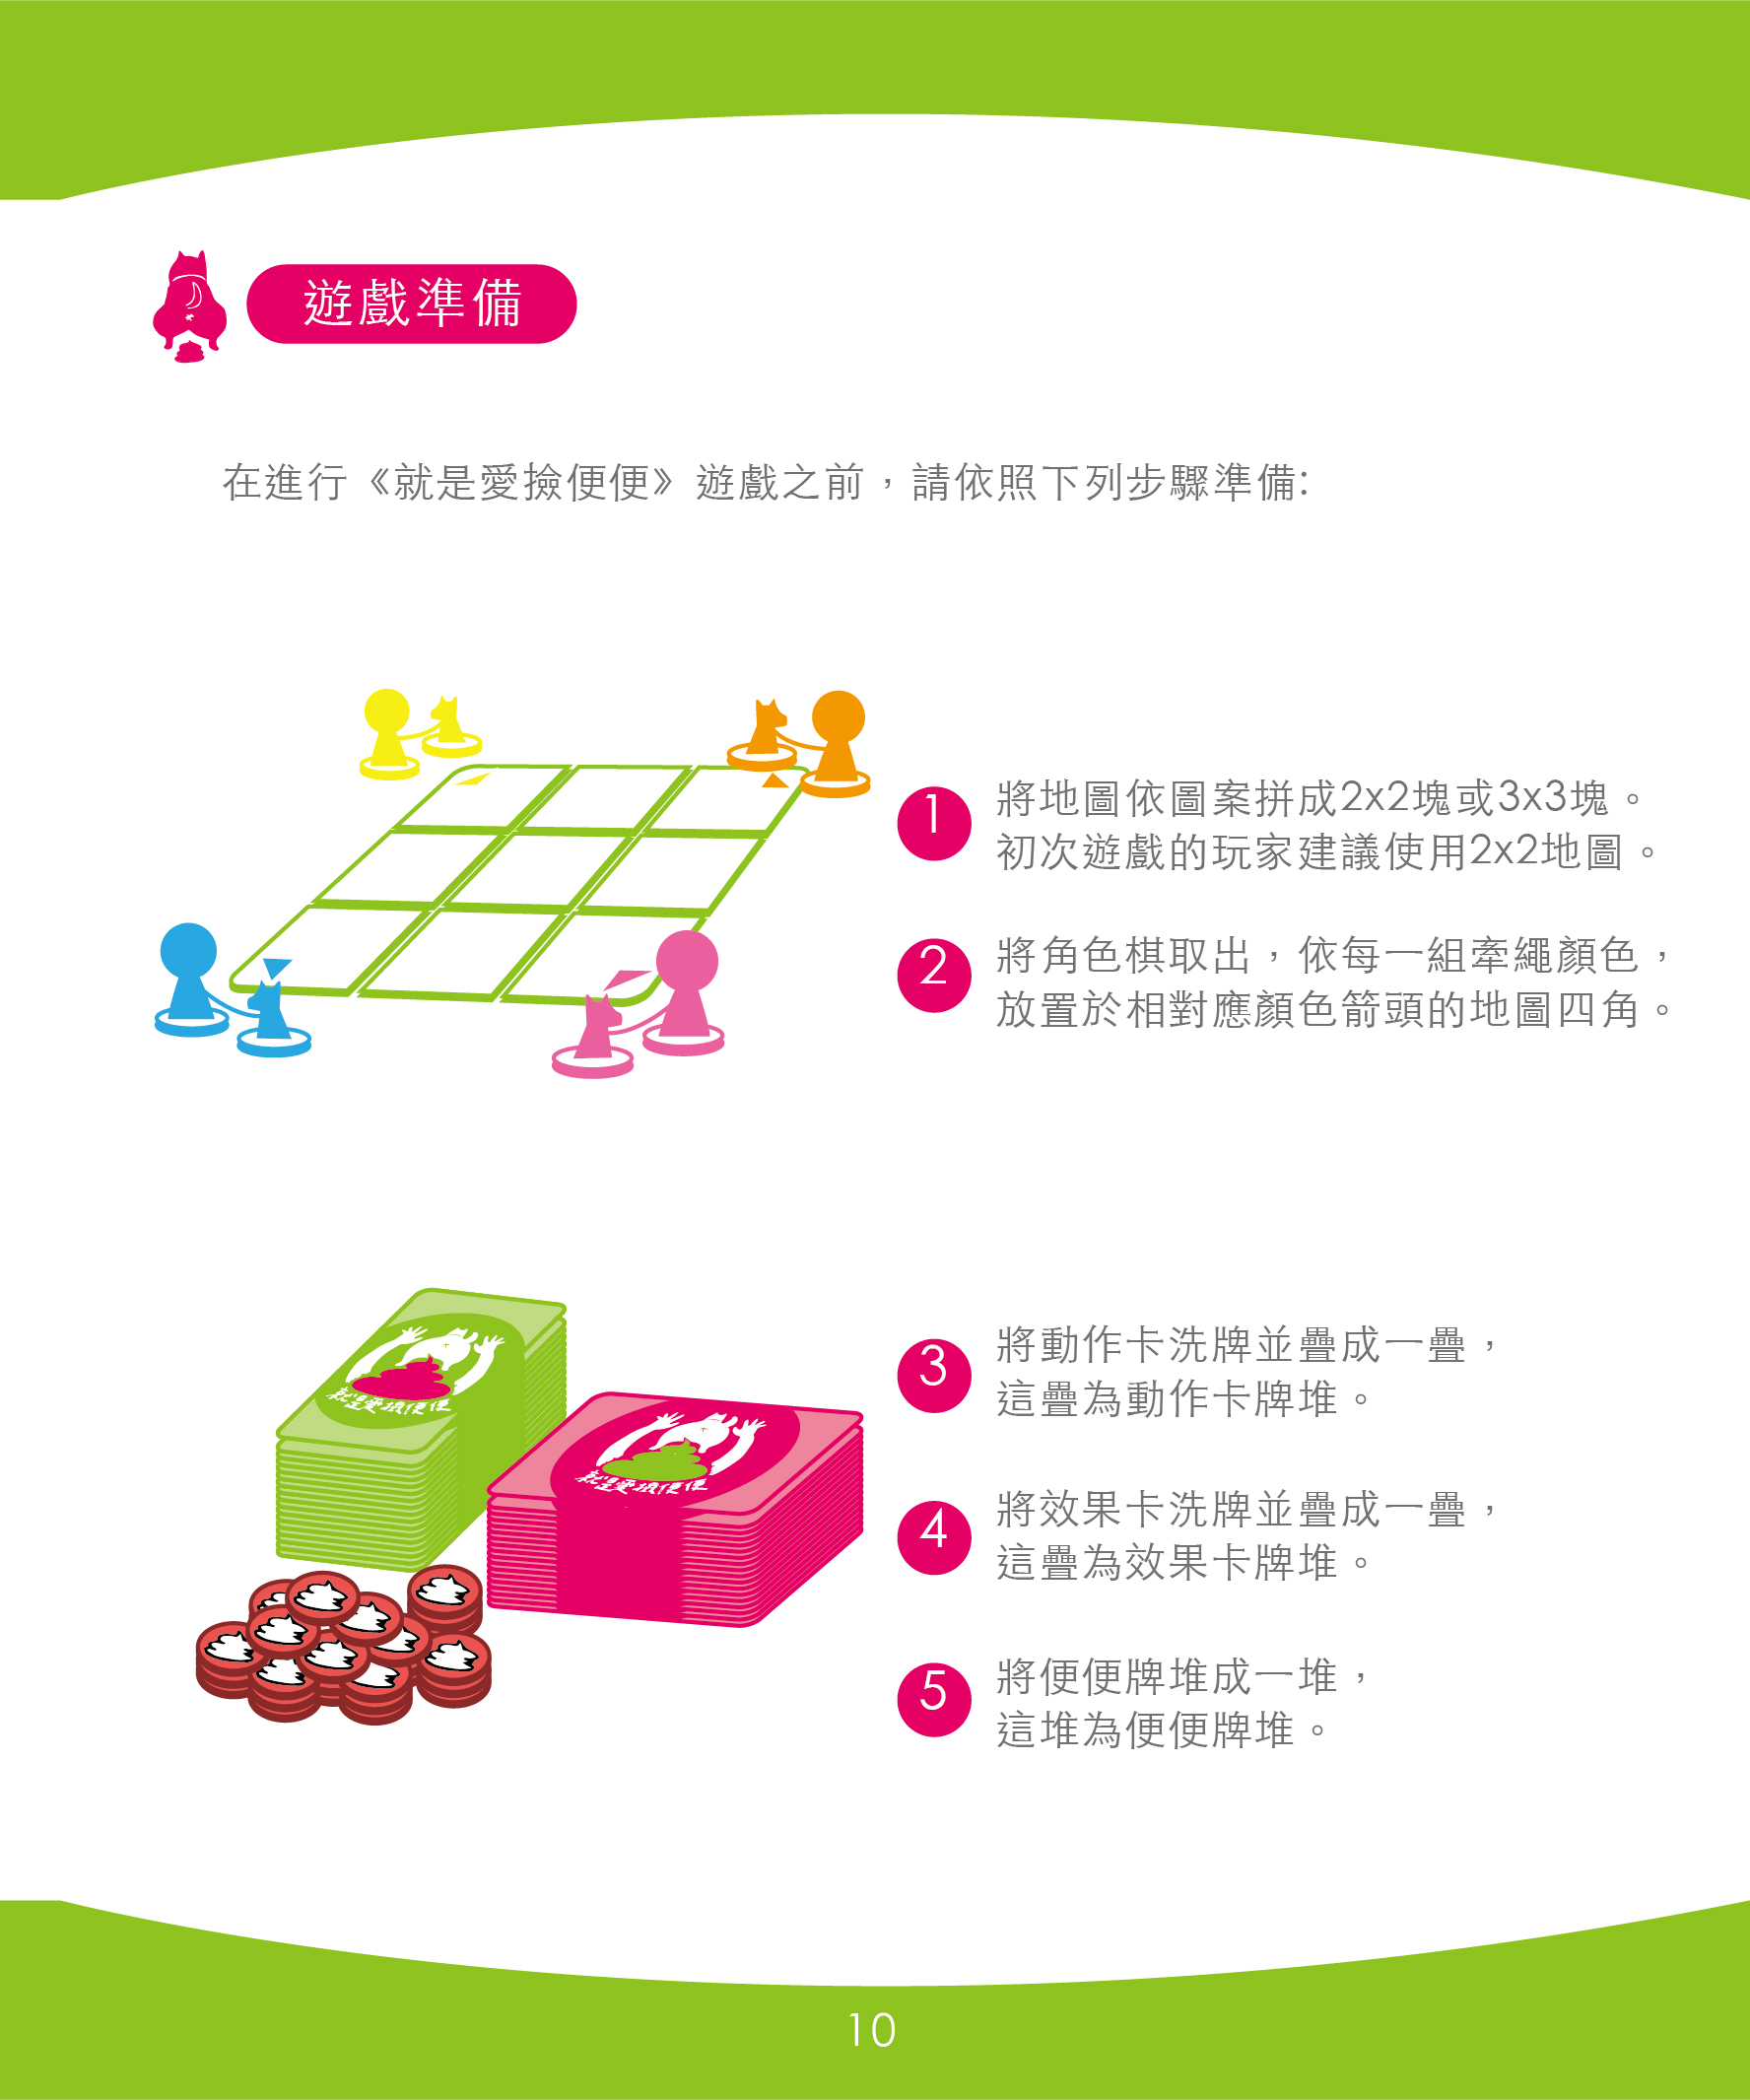 遊戲準備
在進行《就是愛撿便便》遊戲之前，請依照下列步驟準備:
1
將地圖依圖案拼成2x2塊或3x3塊。
初次遊戲的玩家建議使用2x2地圖。
2
將角色棋取出，依每一組牽繩顏色，
放置於相對應顏色箭頭的地圖四角。
就是愛撿便便
就是愛撿便便
3
將動作卡洗牌並疊成一疊，
這疊為動作卡牌堆。
4
將效果卡洗牌並疊成一疊，
這疊為效果卡牌堆。
5
將便便牌堆成一堆，
這堆為便便牌堆。
10